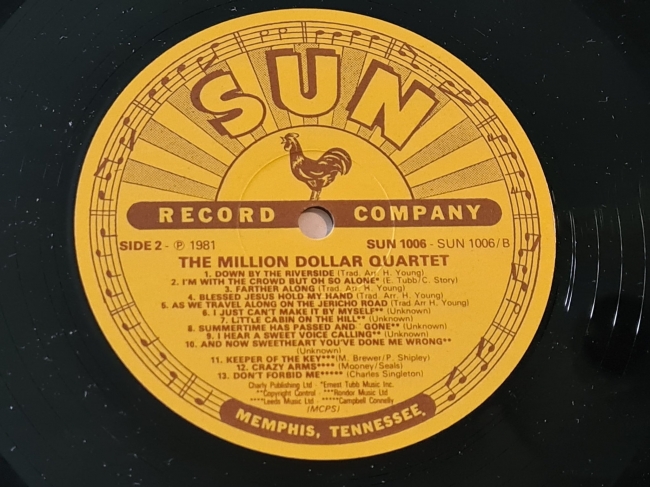 SUN
RECORD COMPANY
SIDE 2 - Ⓟ 1981 SUN 1006 - SUN 1006/B
THE MILLION DOLLAR QUARTET
1. DOWN BY THE RIVERSIDE (Trad. Arr. H. Young)
2. I'M WITH THE CROWD BUT OH SO ALONE* (E. Tubb/C. Story)
3. FARTHER ALONG (Trad. Arr. H. Young)
4. BLESSED JESUS HOLD MY HAND (Trad. Arr. H. Young)
5. AS WE TRAVEL ALONG ON THE JERICHO ROAD (Trad Arr H. Young)
6. I JUST CAN'T MAKE IT BY MYSELF** (Unknown)
7. LITTLE CABIN ON THE HILL** (Unknown)
8. SUMMERTIME HAS PASSED AND GONE** (Unknown)
9. I HEAR A SWEET VOICE CALLING** (Unknown)
10. AND NOW SWEETHEART YOU'VE DONE ME WRONG**
(Unknown)
11. KEEPER OF THE KEY***(M. Brewer/P. Shipley)
12. CRAZY ARMS**** (Mooney/Seals)
13. DON'T FORBID ME***** (Charles Singleton)
Charly Publishing Ltd - *Ernest Tubb Music Inc.
**Copyright Control - ***Rondor Music Ltd
****Leeds Music Ltd - *****Campbell Connelly
(MCPS)
MEMPHIS, TENNESSEE.